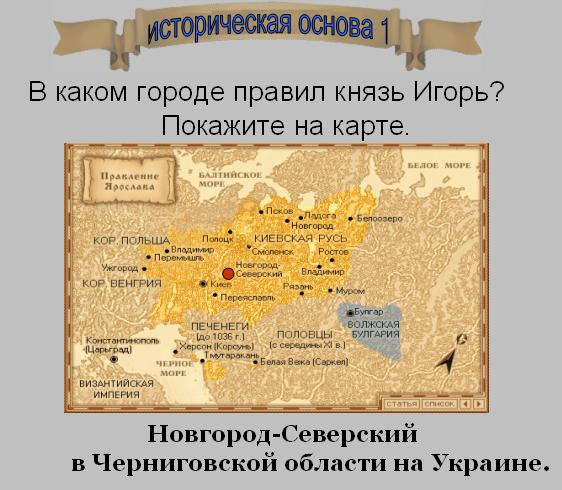 историческая основа 1
В каком городе правил князь Игорь?
Покажите на карте.
Правление
Ярослава
БАЛТИЙСКОЕ
МОРЕ
БЕЛОЕ МОРЕ
Псков
Ладога
Новгород
Белоозеро
КОР. ПОЛЬША
Полоцк
КИЕВСКАЯ РУСЬ
Владимир
Перемышль
Смоленск
Ростов
Ужгород
Новгород-
Северский
Владимир
КОР. ВЕНГРИЯ
Киев
Рязань
Муром
Переяславль
Булгар
ВОЛЖСКАЯ
БУЛГАРИЯ
ПЕЧЕНЕГИ
(до 1036 г.)
ПОЛОВЦЫ
(с середины XI в.)
Константинополь
(Царьград)
Херсон (Корсунь)
Тмутаракань
Белая Вежа (Саркел)
ЧЕРНОЕ
МОРЕ
ВИЗАНТИЙСКАЯ
ИМПЕРИЯ
СТАТЬЯ
СПИСОК
Новгород-Северский
в Черниговской области на Украине.